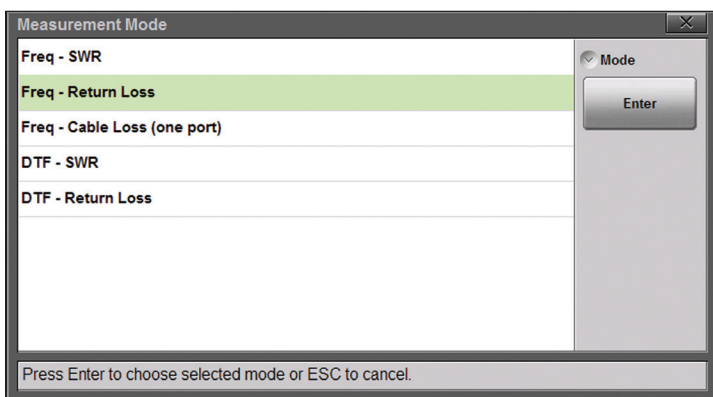 Measurement Mode
Freq - SWR
Freq - Return Loss
Freq - Cable Loss (one port)
DTF - SWR
DTF - Return Loss
Mode
Enter
Press Enter to choose selected mode or ESC to cancel.